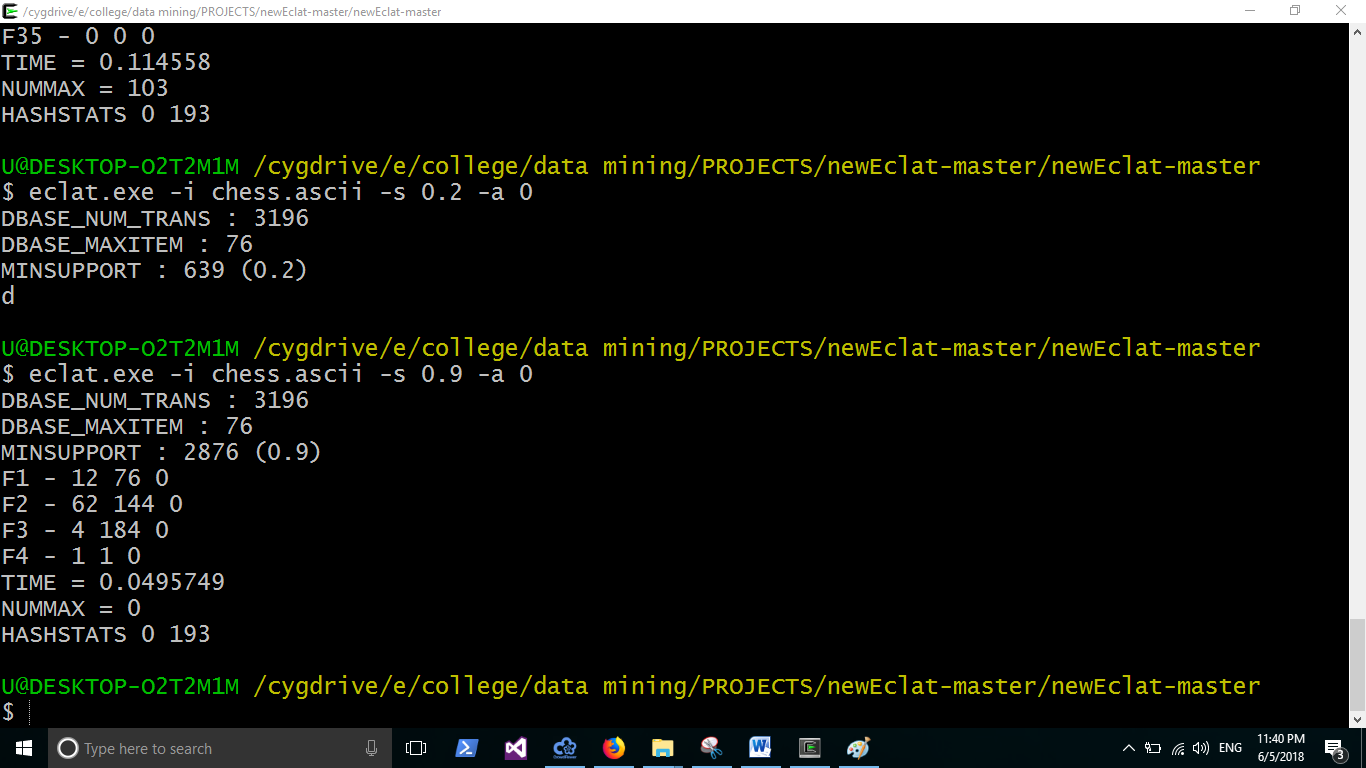 /cygdrive/e/college/data mining/PROJECTS/newEclat-master/newEclat-master
F35 - 0 0 0
TIME = 0.114558
NUMMAX = 103
HASHSTATS 0 193
U@DESKTOP-O2T2M1M /cygdrive/e/college/data mining/PROJECTS/newEclat-master/newEclat-master
$ eclat.exe -i chess.ascii -s 0.2 -a 0
DBASE_NUM_TRANS : 3196
DBASE_MAXITEM : 76
MINSUPPORT : 639 (0.2)
d
U@DESKTOP-O2T2M1M /cygdrive/e/college/data mining/PROJECTS/newEclat-master/newEclat-master
$ eclat.exe -i chess.ascii -s 0.9 -a 0
DBASE_NUM_TRANS : 3196
DBASE_MAXITEM : 76
MINSUPPORT : 2876 (0.9)
F1 - 12 76 0
F2 - 62 144 0
F3 - 4 184 0
F4 - 1 1 0
TIME = 0.0495749
NUMMAX = 0
HASHSTATS 0 193
U@DESKTOP-O2T2M1M /cygdrive/e/college/data mining/PROJECTS/newEclat-master/newEclat-master
$
Type here to search
ENG
11:40 PM
6/5/2018
3